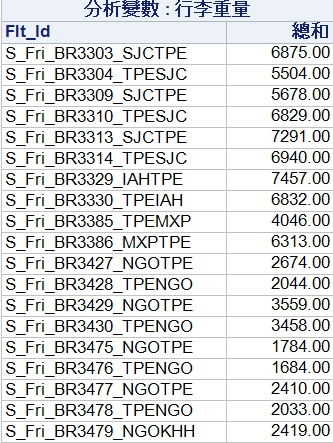 分析變數 : 行李重量
Flt_Id 總和
S_Fri_BR3303_SJCTPE 6875.00
S_Fri_BR3304_TPESJC 5504.00
S_Fri_BR3309_SJCTPE 5678.00
S_Fri_BR3310_TPESJC 6829.00
S_Fri_BR3313_SJCTPE 7291.00
S_Fri_BR3314_TPESJC 6940.00
S_Fri_BR3329_IAHTPE 7457.00
S_Fri_BR3330_TPEIAH 6832.00
S_Fri_BR3385_TPEMXP 4046.00
S_Fri_BR3386_MXPTPE 6313.00
S_Fri_BR3427_NGOTPE 2674.00
S_Fri_BR3428_TPENGO 2044.00
S_Fri_BR3429_NGOTPE 3559.00
S_Fri_BR3430_TPENGO 3458.00
S_Fri_BR3475_NGOTPE 1784.00
S_Fri_BR3476_TPENGO 1684.00
S_Fri_BR3477_NGOTPE 2410.00
S_Fri_BR3478_TPENGO 2033.00
S_Fri_BR3479_NGOKHH 2419.00